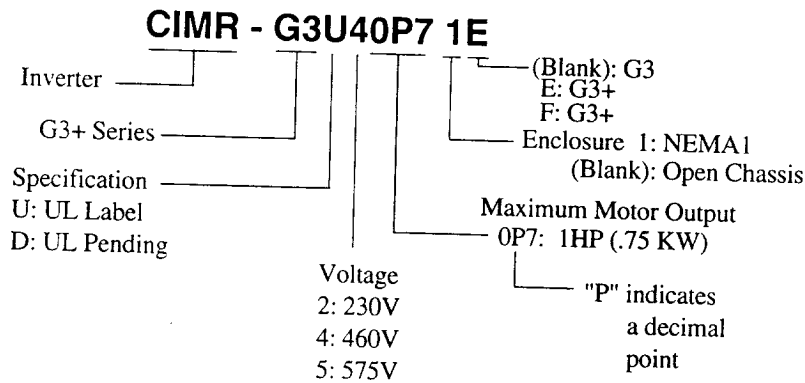 CIMR - G3U40P7 1E
Inverter
G3+ Series
Specification
U: UL Label
D: UL Pending
Voltage
2: 230V
4: 460V
5: 575V
(Blank): G3
E: G3+
F: G3+
Enclosure 1: NEMA1
(Blank): Open Chassis
Maximum Motor Output
0P7: 1HP (.75 KW)
"P" indicates
a decimal
point